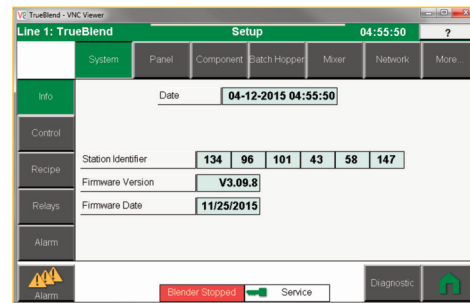 TrueBlend - VNC Viewer
Line 1: TrueBlend Setup 04:55:50 ?
System Panel Component Batch Hopper Mixer Network More...
Info Date 04-12-2015 04:55:50
Control
Recipe Station Identifier 134 96 101 43 58 147
Firmware Version V3.09.8
Relays Firmware Date 11/25/2015
Alarm
Alarm Blender Stopped Service Diagnostic